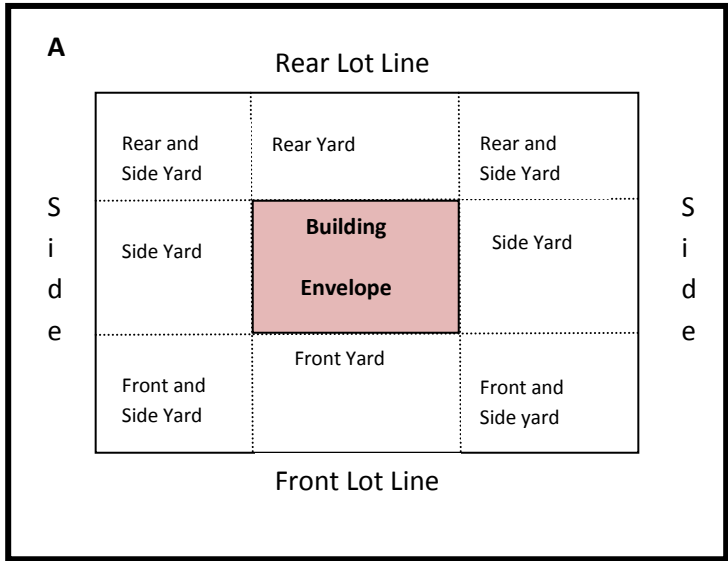 A
Rear Lot Line
Rear and
Side Yard
Rear Yard
Rear and
Side Yard
S
i
d
e
S
i
d
e
Side Yard
Building
Envelope
Side Yard
Front and
Side Yard
Front Yard
Front and
Side yard
Front Lot Line